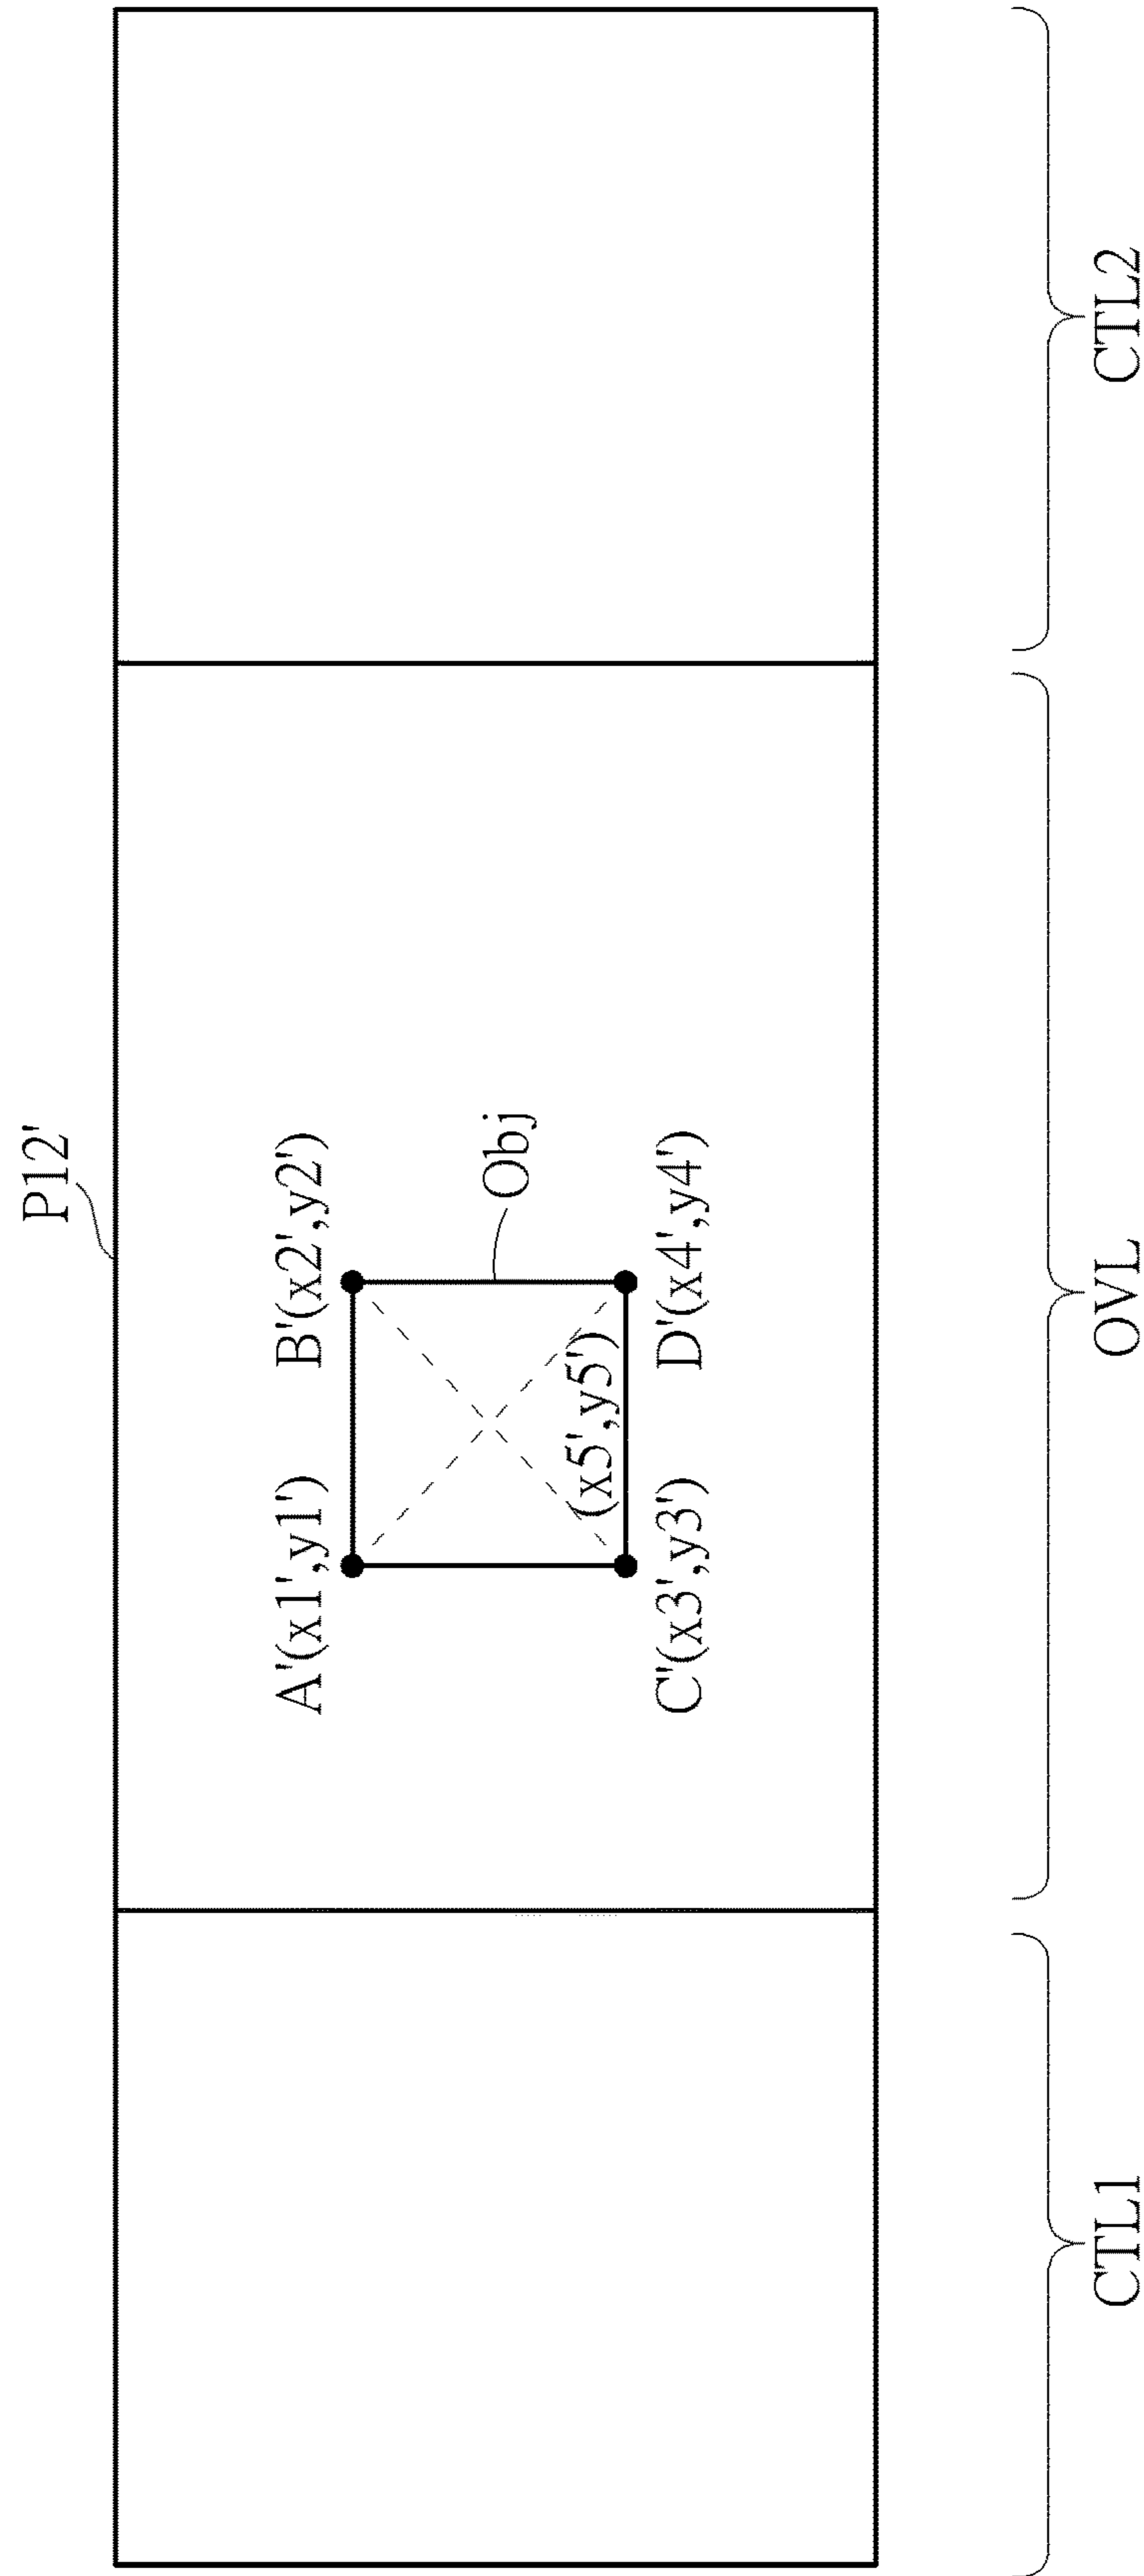 P12'
A'(x1',y1')
B'(x2',y2')
Obj
(x5',y5')
C'(x3',y3')
D'(x4',y4')
CTL1
OVL
CTL2